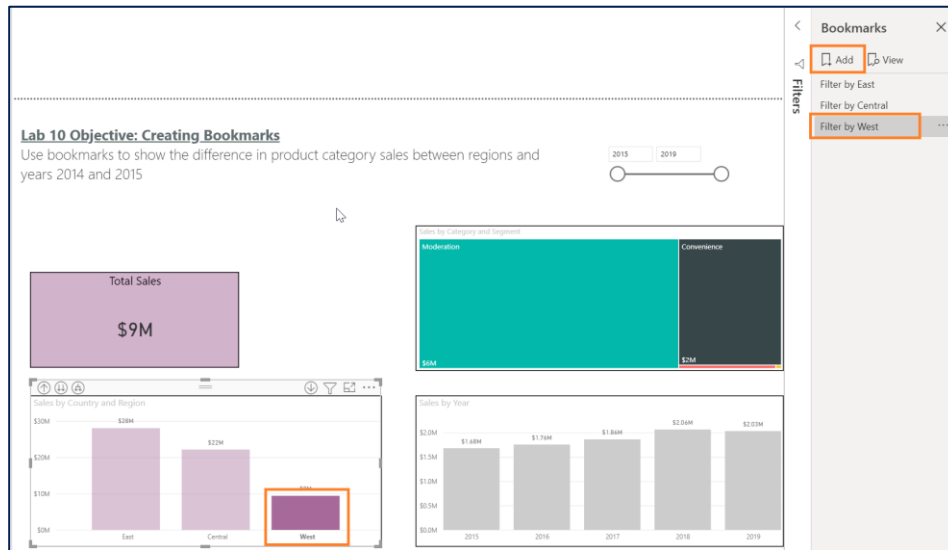 Bookmarks
Add
View
Filters
Filter by East
Filter by Central
Filter by West
Lab 10 Objective: Creating Bookmarks
Use bookmarks to show the difference in product category sales between regions and
years 2014 and 2015
2015 2019
Sales by Category and Segment
Moderation
Convenience
$6M
$2M
Total Sales
$9M
Sales by Country and Region
$30M
$20M
$10M
$0M
$28M
$22M
East Central West
Sales by Year
$2.0M
$1.5M
$1.0M
$0.5M
$0.0M
$1.68M
$1.76M
$1.86M
$2.06M
$2.03M
2015 2016 2017 2018 2019